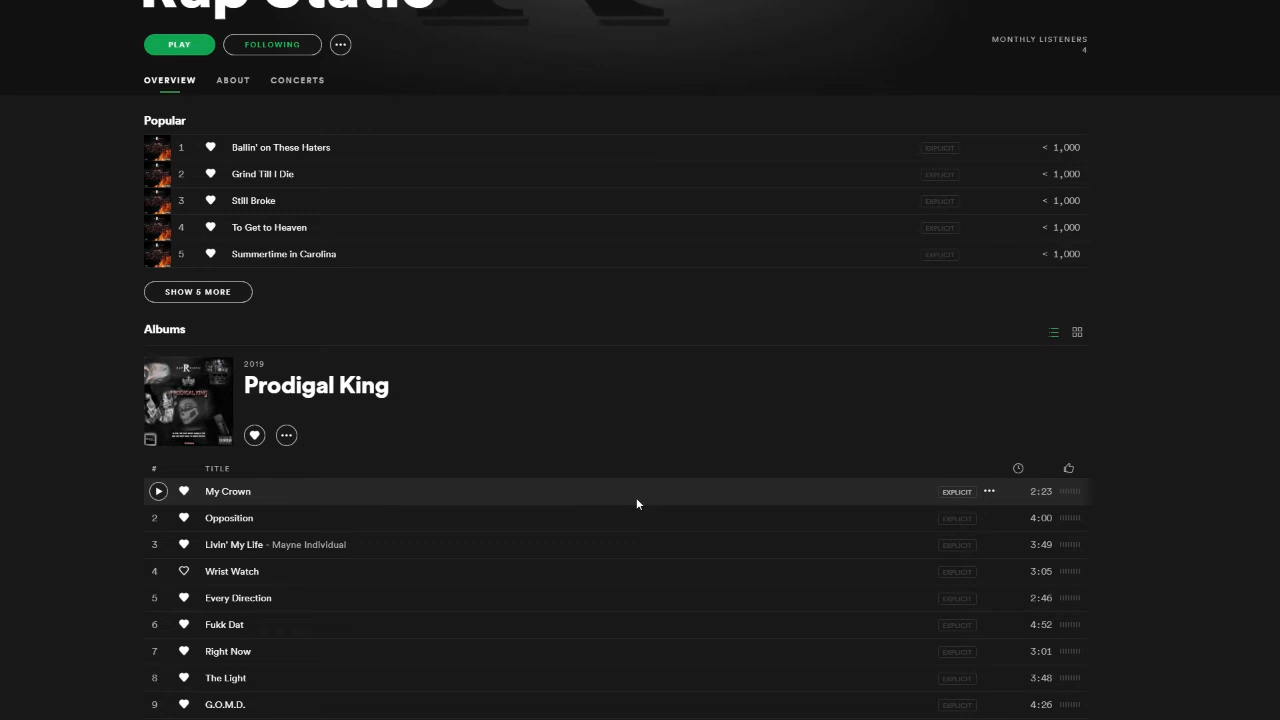 Rap Static
PLAY FOLLOWING
MONTHLY LISTENERS
4
OVERVIEW ABOUT CONCERTS
Popular
1 Ballin' on These Haters EXPLICIT < 1,000
2 Grind Till I Die EXPLICIT < 1,000
3 Still Broke EXPLICIT < 1,000
4 To Get to Heaven EXPLICIT < 1,000
5 Summertime in Carolina EXPLICIT < 1,000
SHOW 5 MORE
Albums
2019
Prodigal King
PRODIGAL KING
# TITLE
My Crown EXPLICIT 2:23
2 Opposition EXPLICIT 4:00
3 Livin' My Life - Mayne Individual EXPLICIT 3:49
4 Wrist Watch EXPLICIT 3:05
5 Every Direction EXPLICIT 2:46
6 Fukk Dat EXPLICIT 4:52
7 Right Now EXPLICIT 3:01
8 The Light EXPLICIT 3:48
9 G.O.M.D. EXPLICIT 4:26